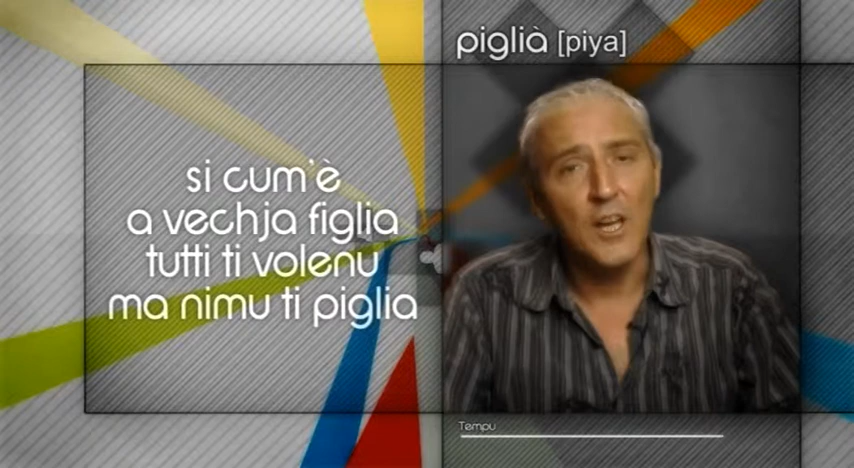 piglià [piya]
si cum'è
a vechja figlia
tutti ti volenu
ma nimu ti piglia
Tempu